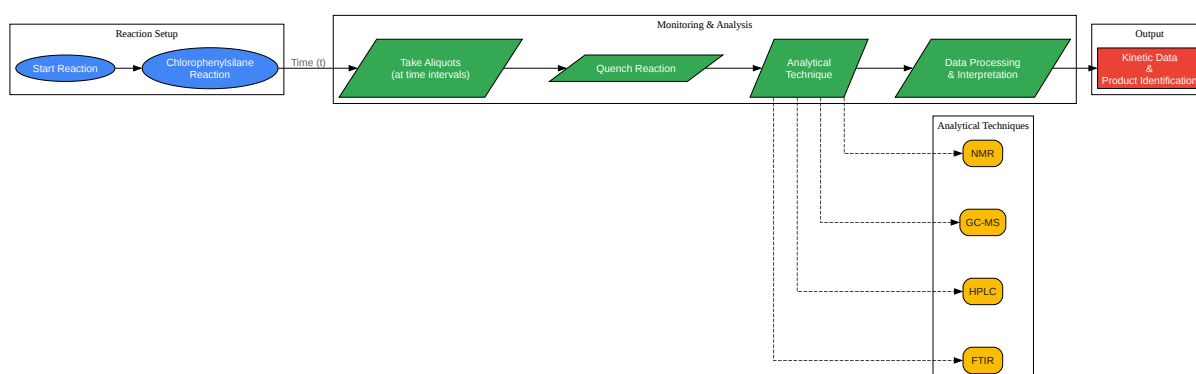 Reaction Setup
Start Reaction
Chlorophenylsilane
Reaction
Time (t)
Monitoring & Analysis
Take Aliquots
(at time intervals)
Quench Reaction
Analytical
Technique
Data Processing
& Interpretation
Output
Kinetic Data
&
Product Identification
Analytical Techniques
NMR
GC-MS
HPLC
FTIR